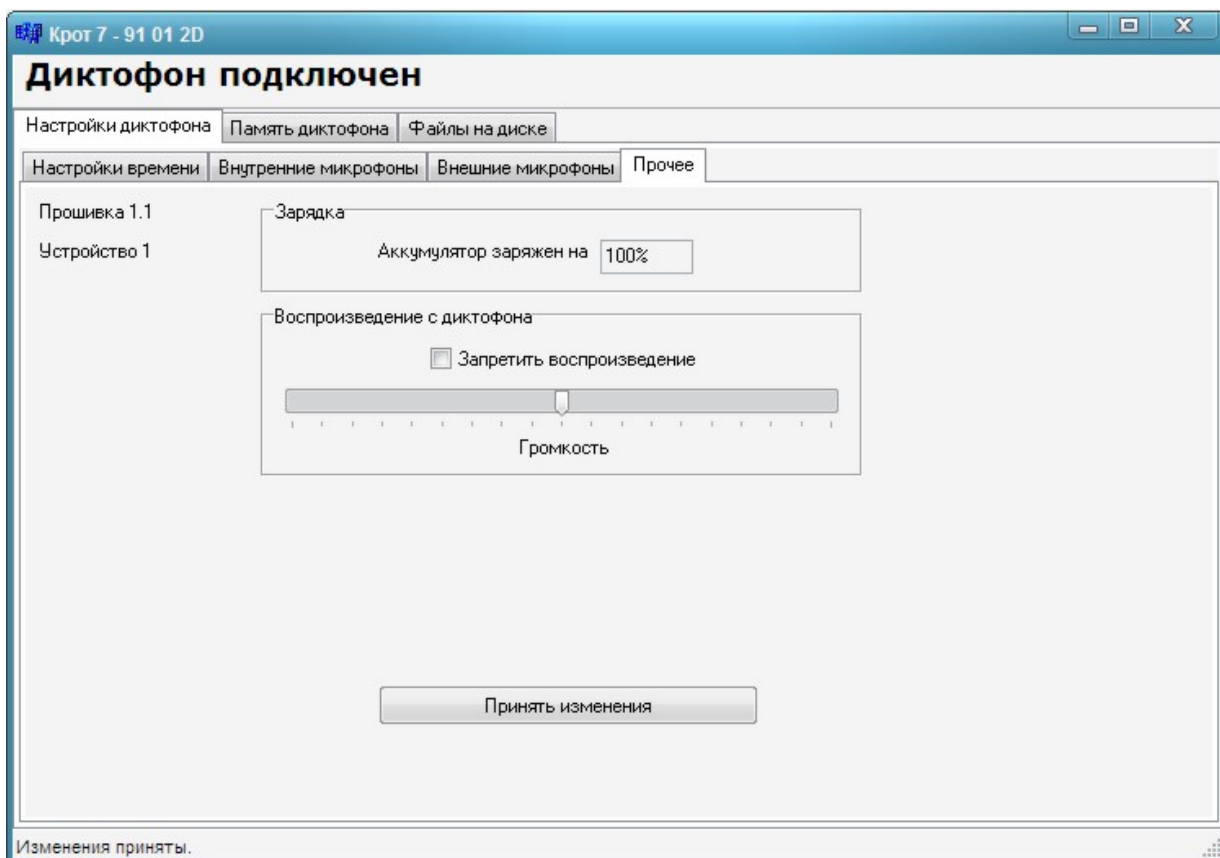 Крот 7 - 91 01 2D
Диктофон подключен
Настройки диктофона Память диктофона Файлы на диске
Настройки времени Внутренние микрофоны Внешние микрофоны Прочее
Прошивка 1.1
Устройство 1
Зарядка
Аккумулятор заряжен на 100%
Воспроизведение с диктофона
Запретить воспроизведение
Громкость
Принять изменения
Изменения приняты.